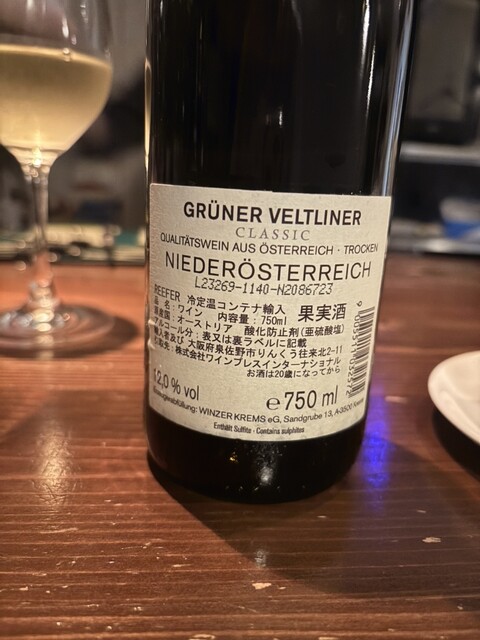 GRÜNER VELTLINER
CLASSIC
QUALITÄTSWEIN AUS ÖSTERREICH · TROCKEN
NIEDERÖSTERREICH
L23269-1140-N2086723
REEFER 冷定温コンテナ輸入 果実酒
品名:ワイン 内容量:750ml
原産国:オーストリア 酸化防止剤(亜硫酸塩)
アルコール分:表又は裏ラベルに記載
輸入者及び 大阪府泉佐野市りんくう往来北2-11
引取先:株式会社ワインプレスインターナショナル
お酒は20歳になってから
12,0 % vol
e 750 ml
WINZER KREMS eG, Sandgrube 13, A-3500
Enthält Sulfite · Contains sulphites